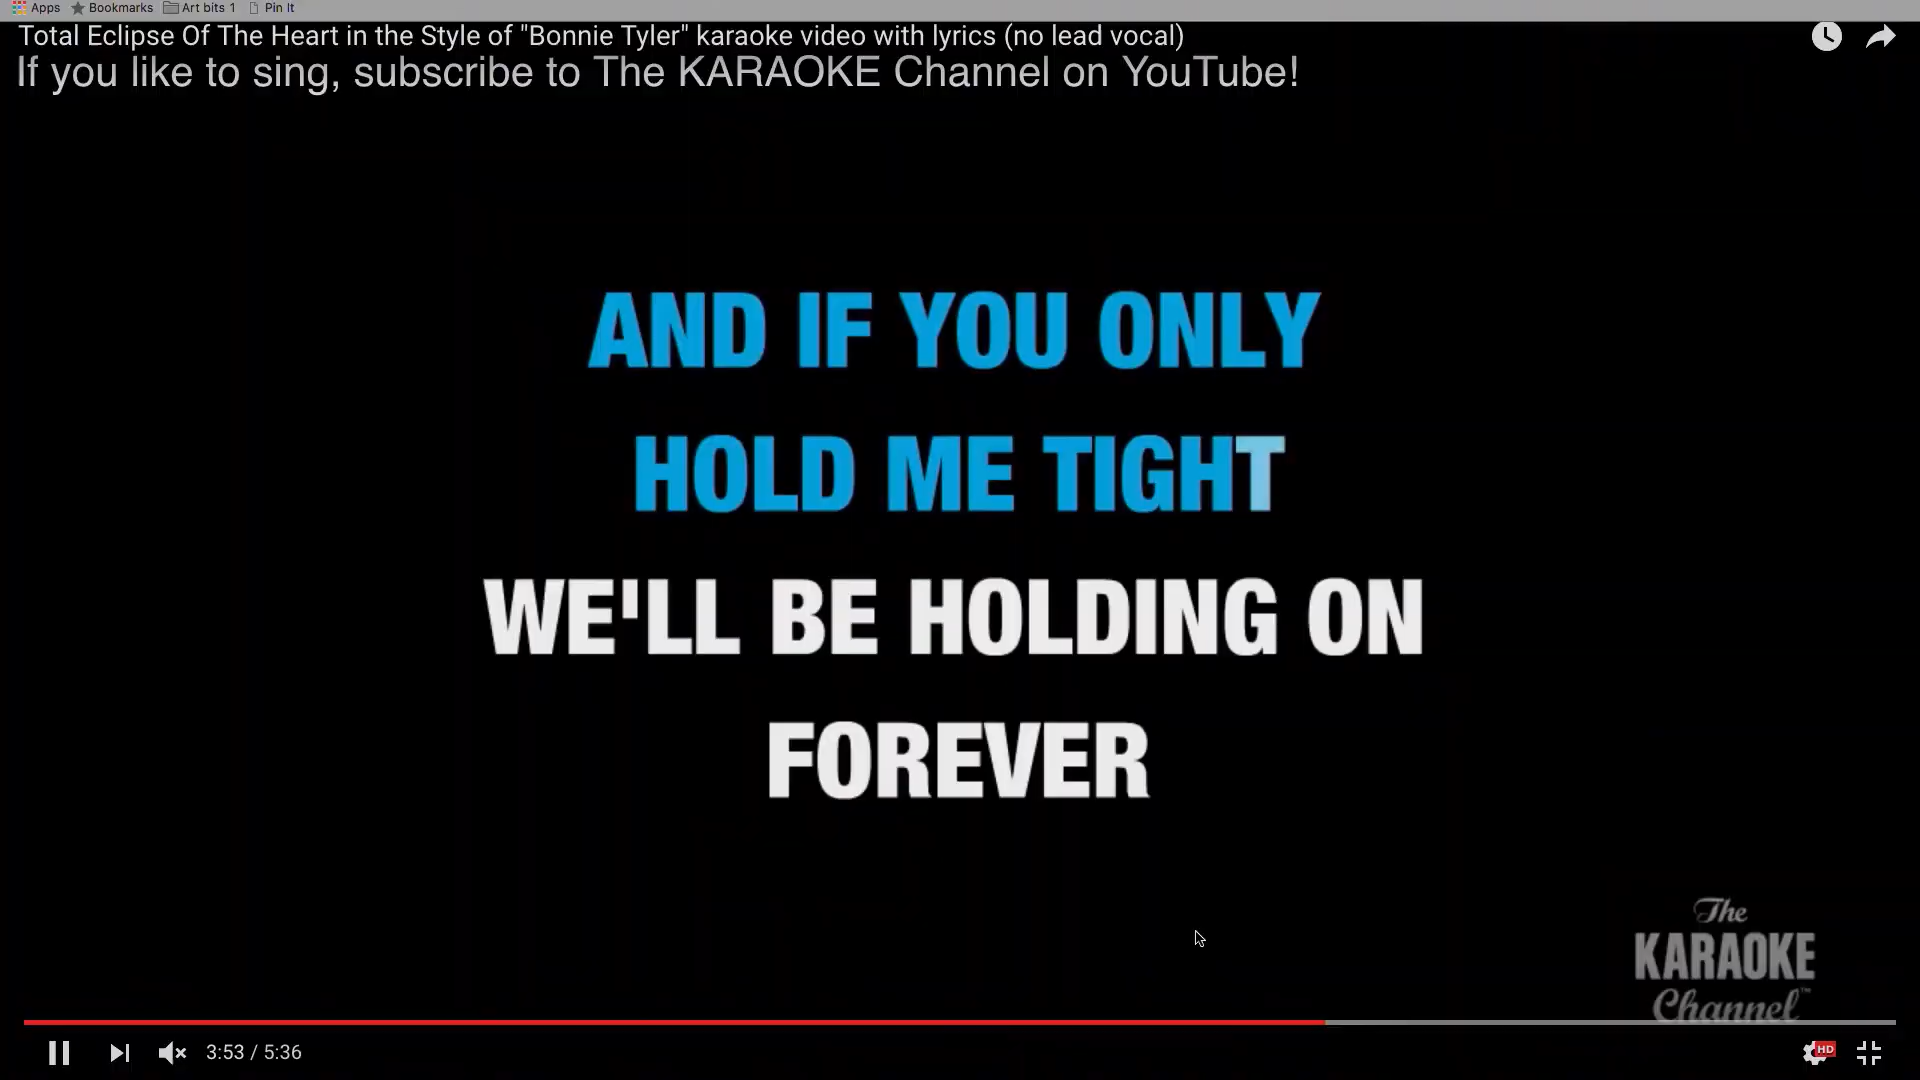 Apps Bookmarks Art bits 1 Pin It
Total Eclipse Of The Heart in the Style of "Bonnie Tyler" karaoke video with lyrics (no lead vocal)
If you like to sing, subscribe to The KARAOKE Channel on YouTube!
AND IF YOU ONLY
HOLD ME TIGHT
WE'LL BE HOLDING ON
FOREVER
The
KARAOKE
Channel™
3:53 / 5:36 HD